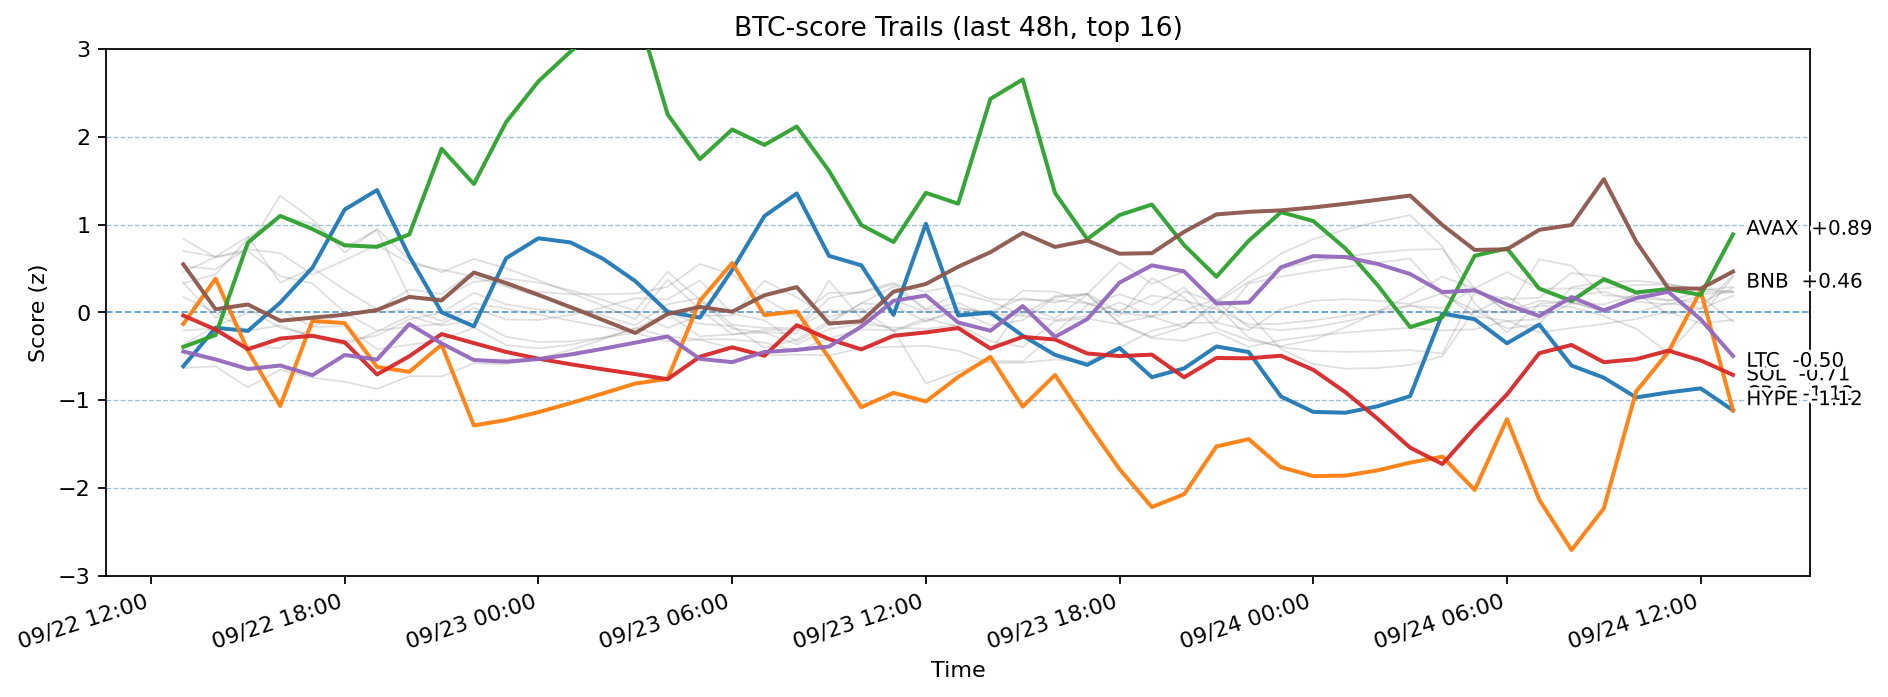 BTC-score Trails (last 48h, top 16)
Score (z)
3
2
1
0
−1
−2
−3
AVAX +0.89
BNB +0.46
LTC -0.50
SOL -0.71
HYPE -1.12
09/22 12:00
09/22 18:00
09/23 00:00
09/23 06:00
09/23 12:00
09/23 18:00
09/24 00:00
09/24 06:00
09/24 12:00
Time